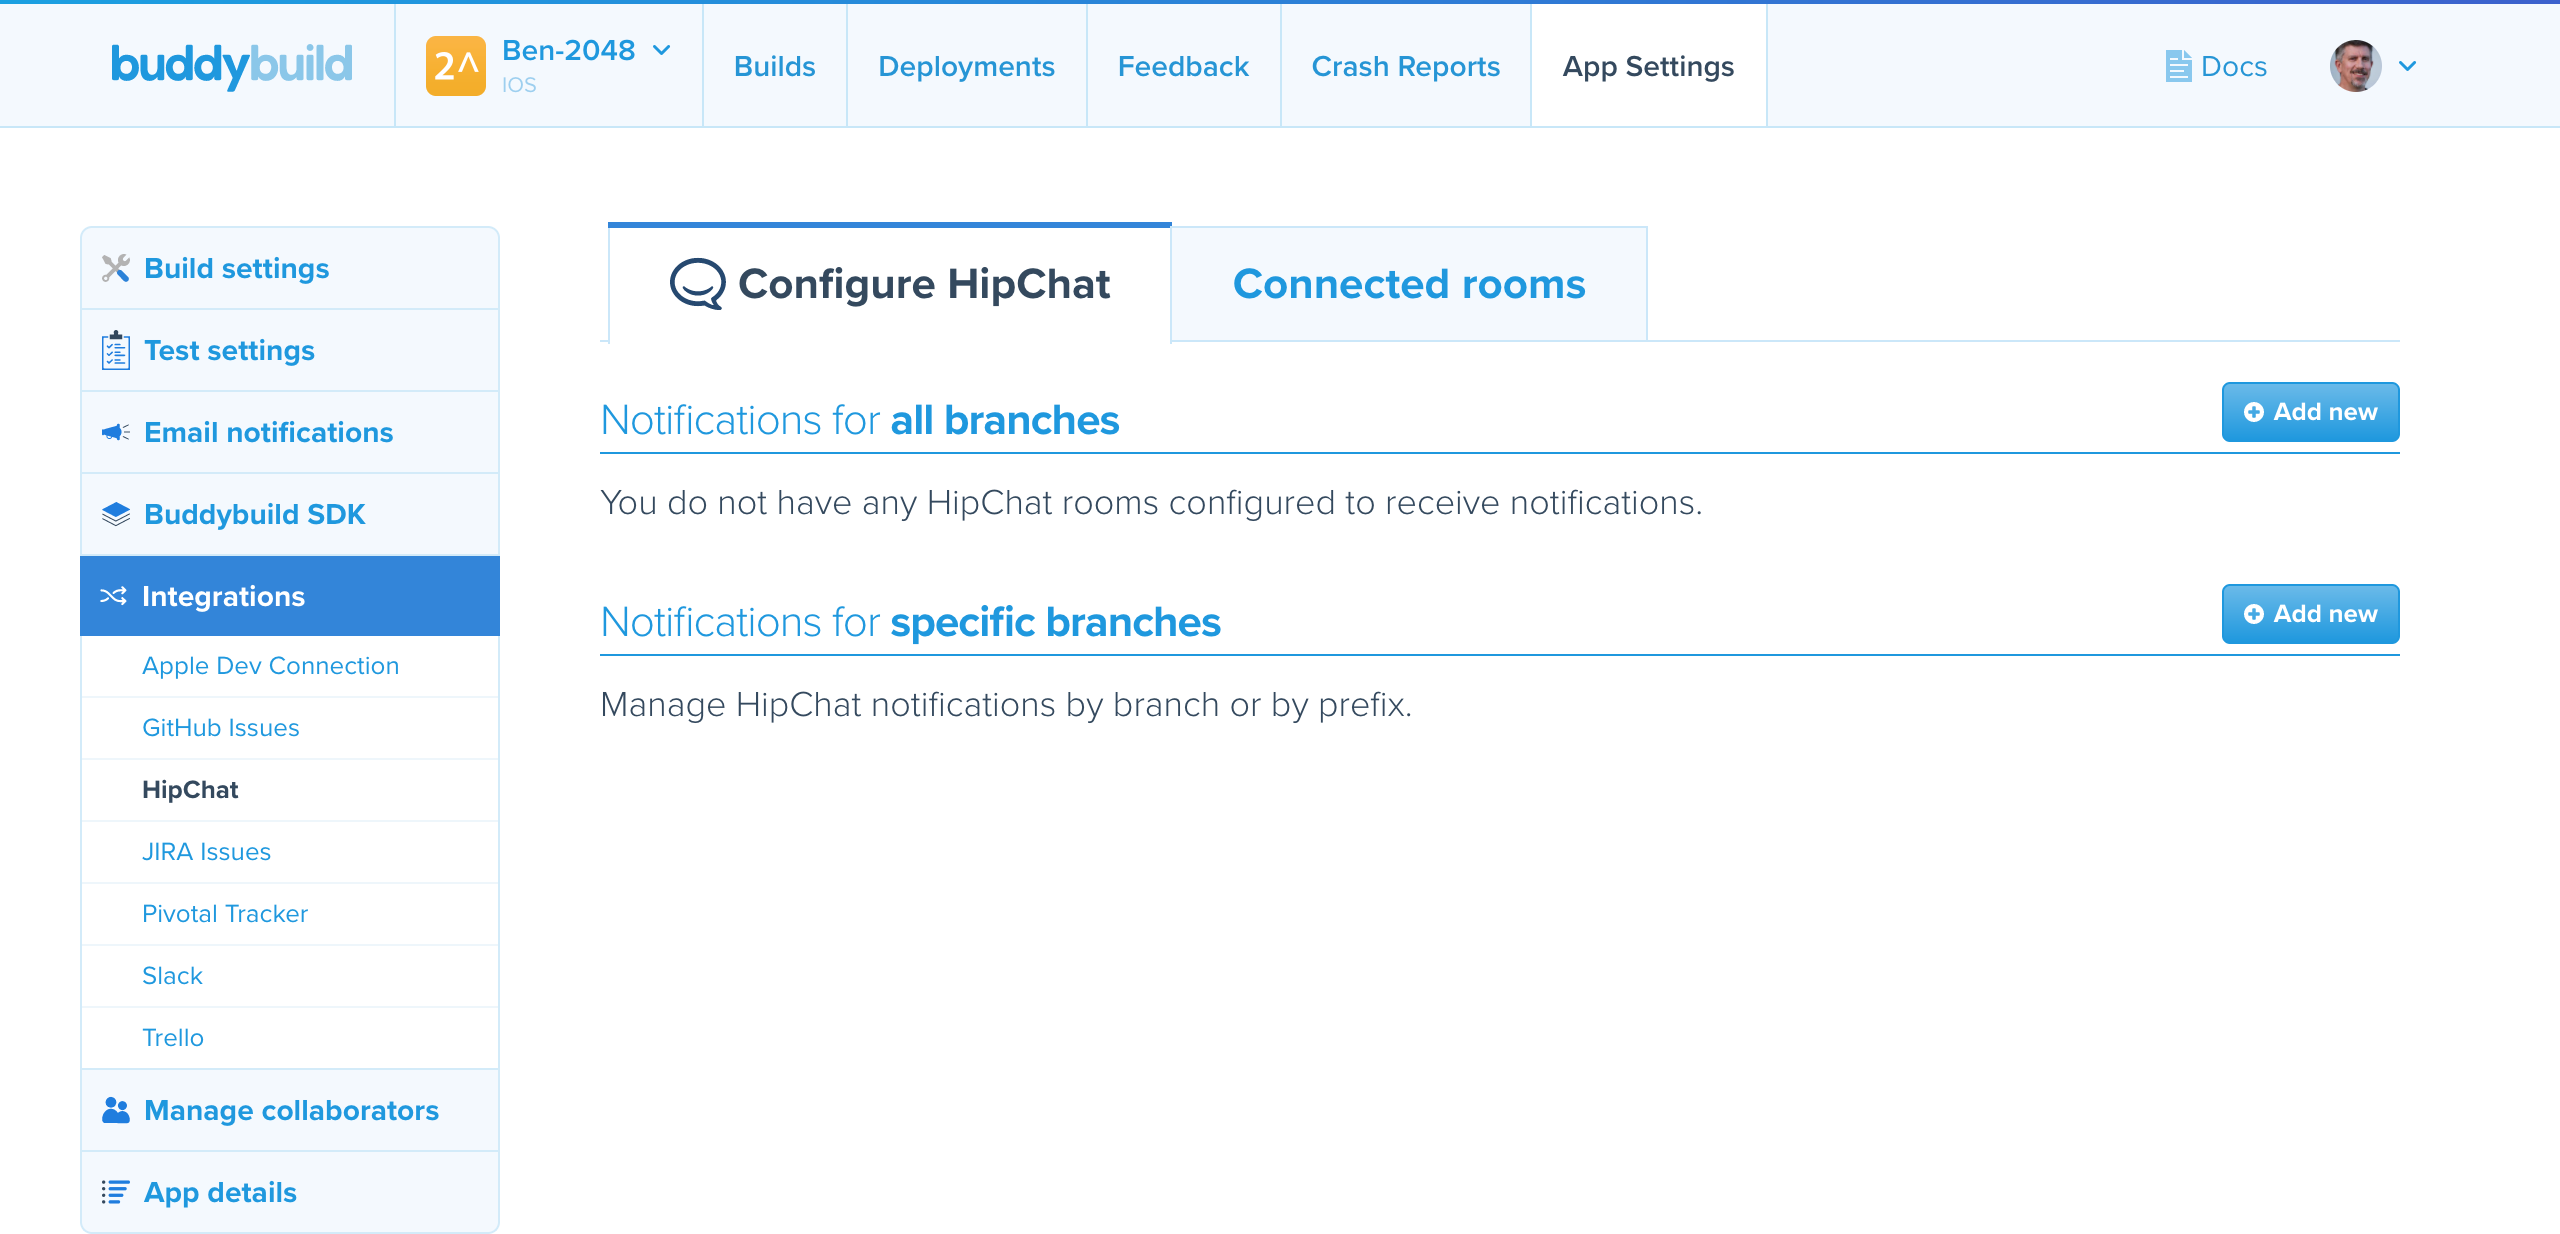 buddybuild
2^
Ben-2048
IOS
Builds
Deployments
Feedback
Crash Reports
App Settings
Docs
Build settings
Test settings
Email notifications
Buddybuild SDK
Integrations
Apple Dev Connection
GitHub Issues
HipChat
JIRA Issues
Pivotal Tracker
Slack
Trello
Manage collaborators
App details
Configure HipChat
Connected rooms
Notifications for all branches
Add new
You do not have any HipChat rooms configured to receive notifications.
Notifications for specific branches
Add new
Manage HipChat notifications by branch or by prefix.